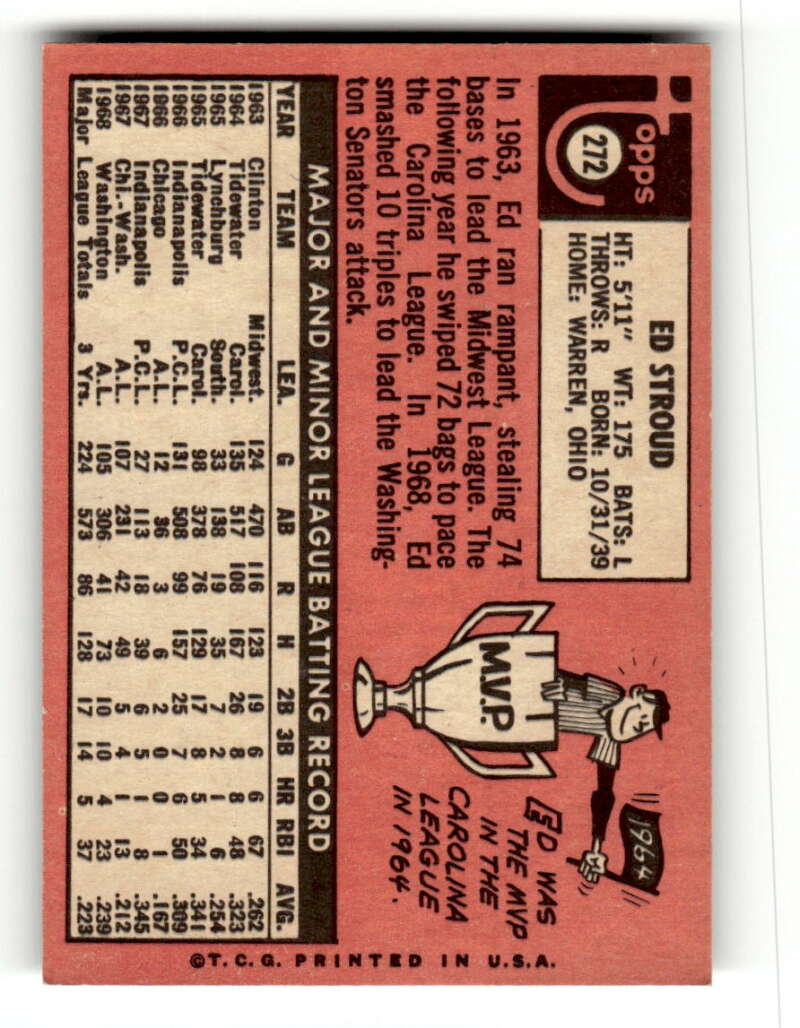 Topps
272
ED STROUD
HT: 5'11" WT: 175 BATS: L
THROWS: R BORN: 10/31/39
HOME: WARREN, OHIO
In 1963, Ed ran rampant, stealing 74
bases to lead the Midwest League. The
following year he swiped 72 bags to pace
the Carolina League. In 1968, Ed
smashed 10 triples to lead the Washing-
ton Senators attack.
M.V.P.
1964
ED WAS
THE MVP
IN THE
CAROLINA
LEAGUE
IN 1964.
MAJOR AND MINOR LEAGUE BATTING RECORD
YEAR TEAM LEA. G AB R H 2B 3B HR RBI AVG.
1963 Clinton Midwest. 124 470 116 123 19 6 6 67 .262
1964 Tidewater Carol. 135 517 108 167 26 8 8 48 .323
1965 Lynchburg South. 33 138 19 35 7 2 1 6 .254
1965 Tidewater Carol. 98 378 76 129 17 8 5 34 .341
1966 Indianapolis P.C.L. 131 508 99 157 25 7 6 50 .309
1966 Chicago A.L. 12 36 3 6 2 0 0 1 .167
1967 Indianapolis P.C.L. 27 113 18 39 6 5 1 8 .345
1967 Chi.-Wash. A.L. 107 231 42 49 5 4 1 13 .212
1968 Washington A.L. 105 306 41 73 10 10 4 23 .239
Major League Totals 3 Yrs. 224 573 86 128 17 14 5 37 .223
©T.C.G. PRINTED IN U.S.A.